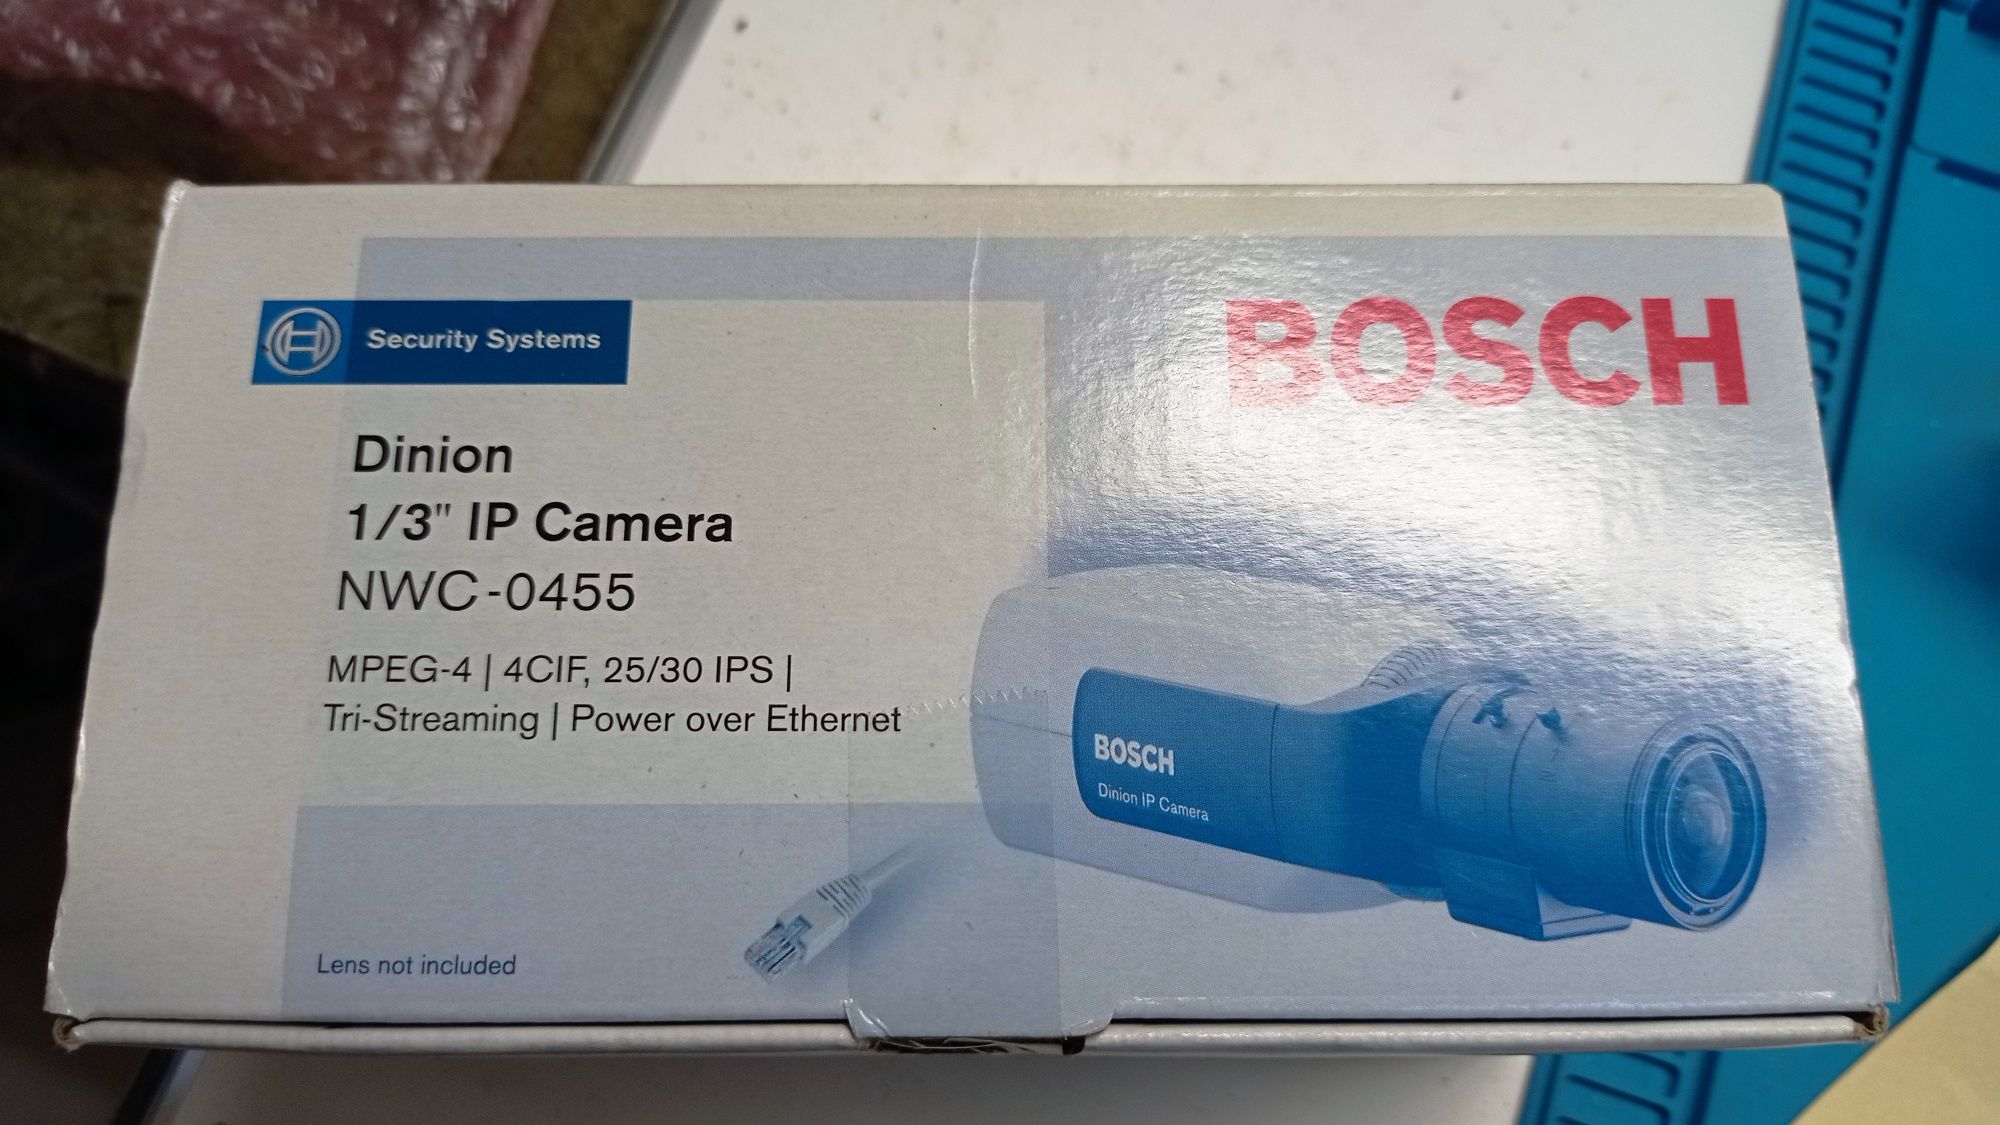 Security Systems
BOSCH
Dinion
1/3" IP Camera
NWC-0455
MPEG-4 | 4CIF, 25/30 IPS |
Tri-Streaming | Power over Ethernet
BOSCH
Dinion IP Camera
Lens not included